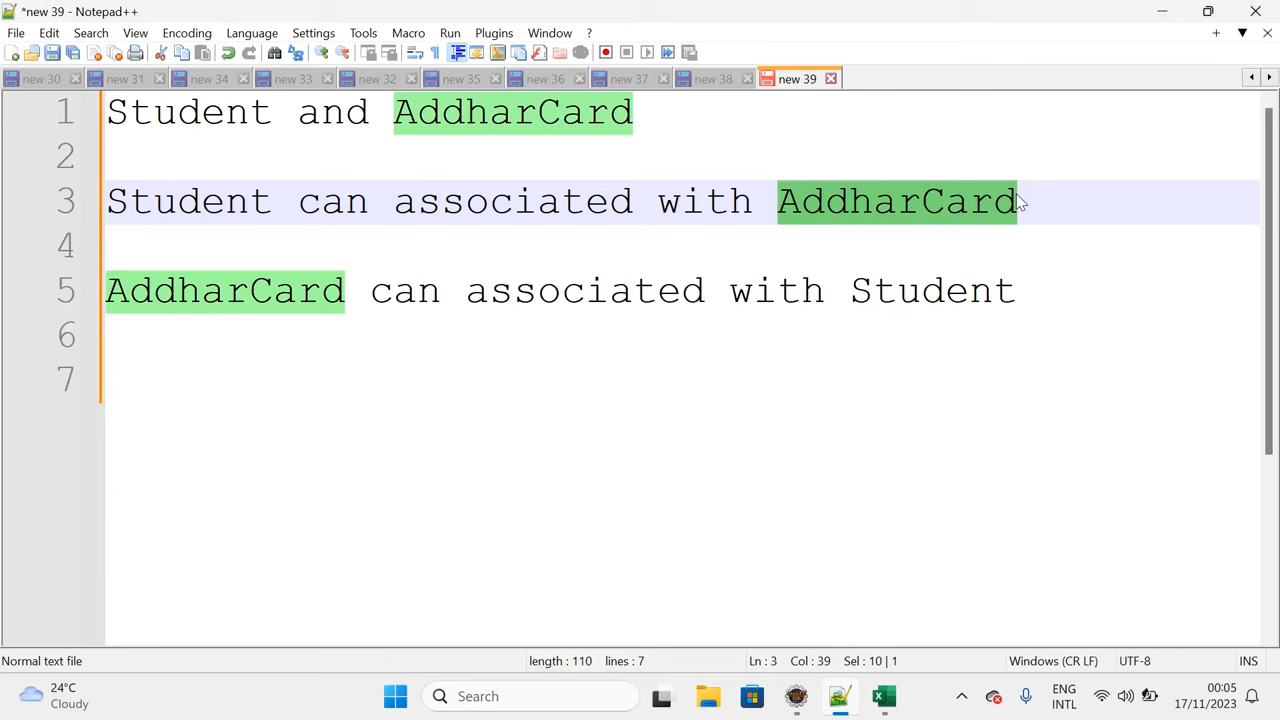 *new 39 - Notepad++
File Edit Search View Encoding Language Settings Tools Macro Run Plugins Window ?
new 30 new 31 new 34 new 33 new 32 new 35 new 36 new 37 new 38 new 39
1 Student and AddharCard
2
3 Student can associated with AddharCard
4
5 AddharCard can associated with Student
6
7
Normal text file length : 110 lines : 7 Ln : 3 Col : 39 Sel : 10 | 1 Windows (CR LF) UTF-8 INS
24°C
Cloudy
Search
ENG
INTL
00:05
17/11/2023